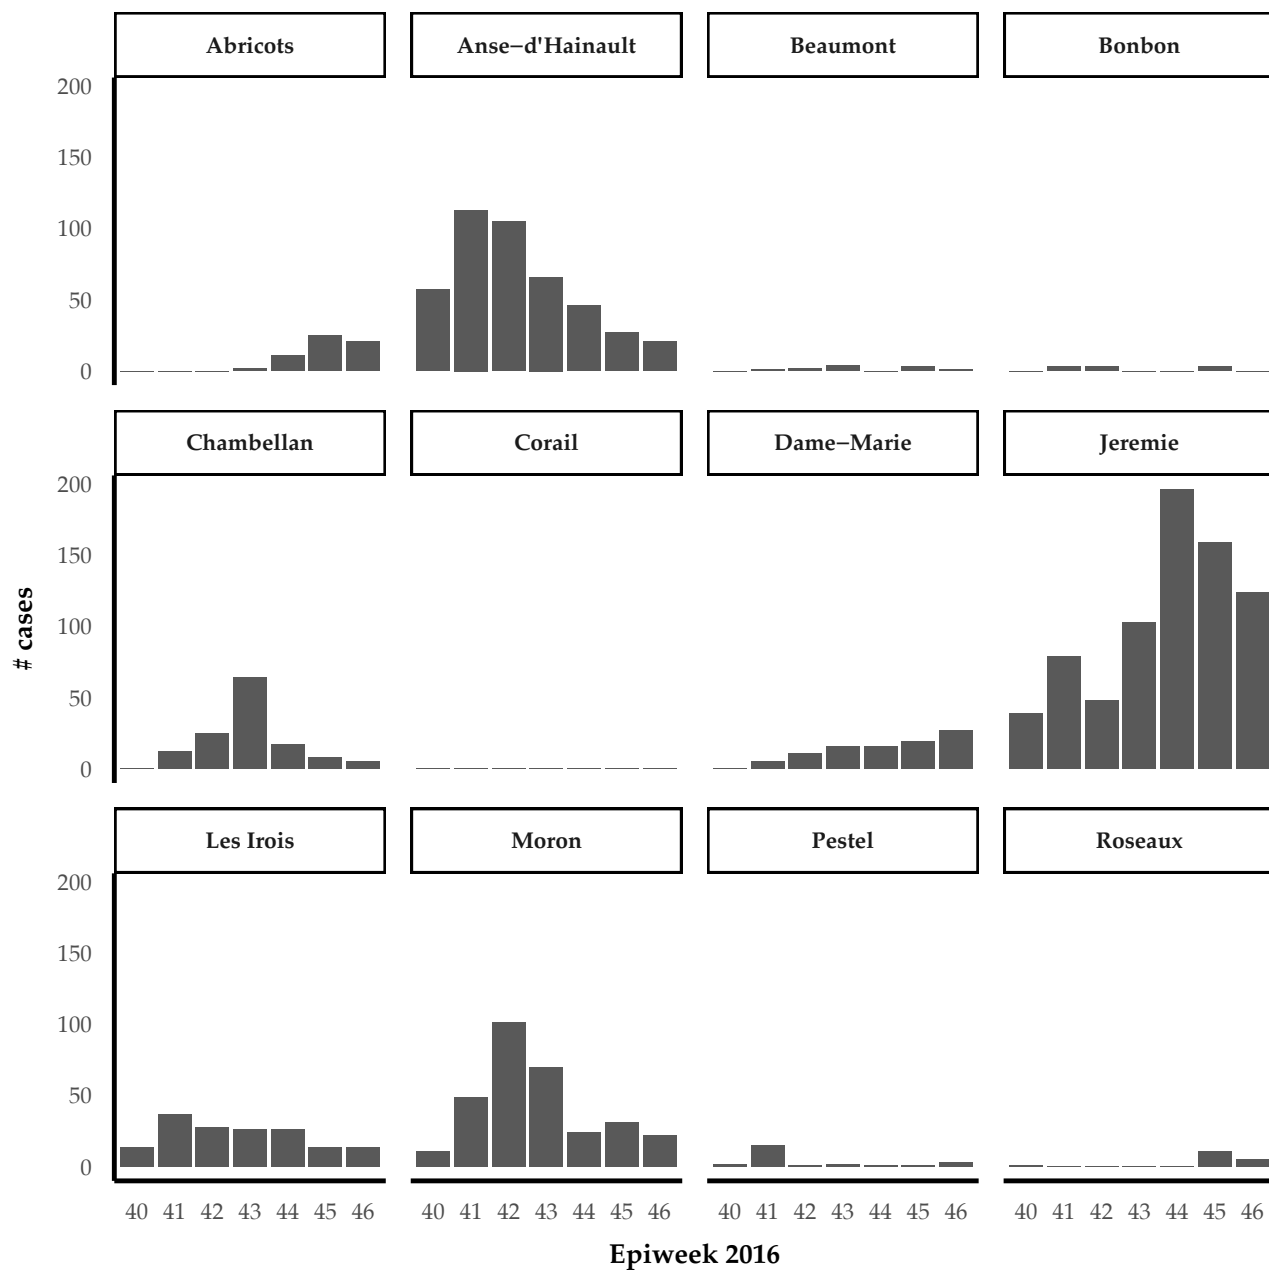 Abricots Anse−d'Hainault Beaumont Bonbon
200
150
100
50
0
Chambellan Corail Dame−Marie Jeremie
200
150
100
50
0
# cases
Les Irois Moron Pestel Roseaux
200
150
100
50
0
40 41 42 43 44 45 46 40 41 42 43 44 45 46 40 41 42 43 44 45 46 40 41 42 43 44 45 46
Epiweek 2016